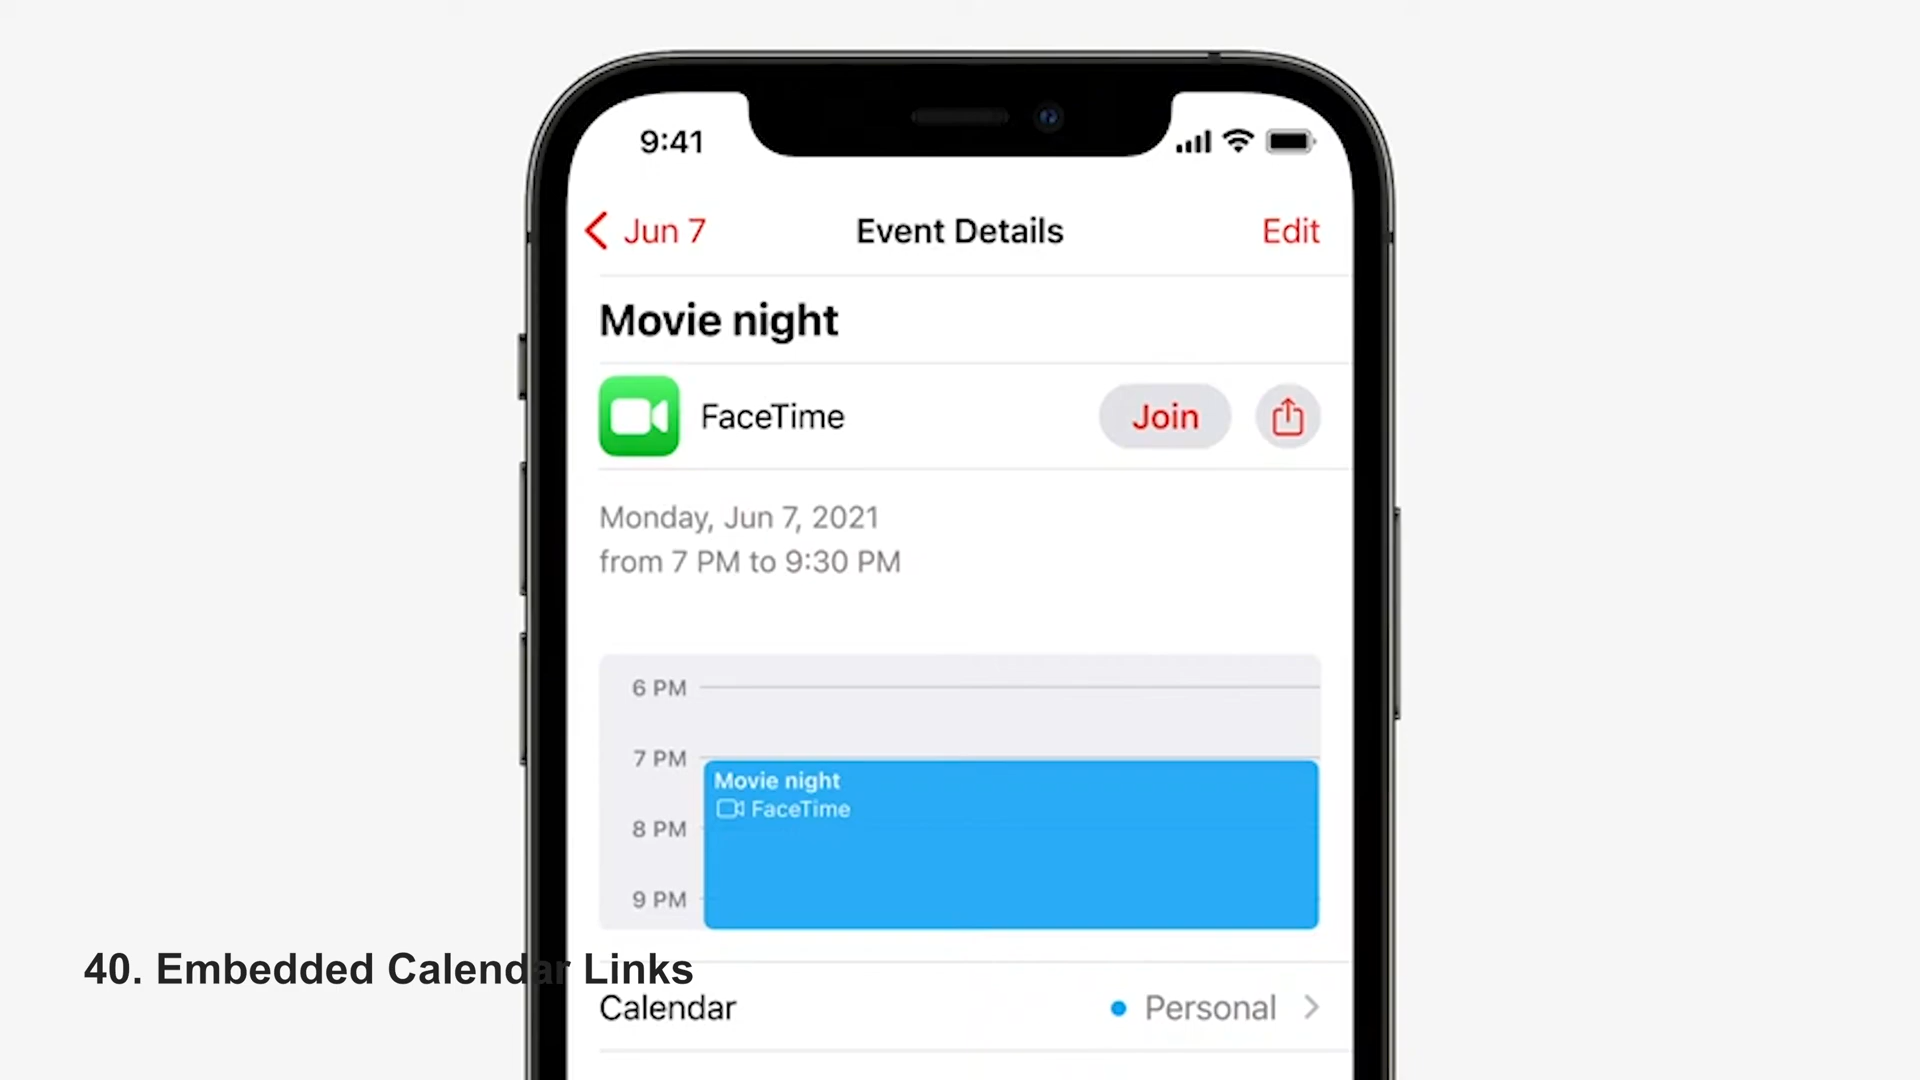 9:41
Jun 7
Event Details
Edit
Movie night
FaceTime
Join
Monday, Jun 7, 2021
from 7 PM to 9:30 PM
6 PM
7 PM
Movie night
FaceTime
8 PM
9 PM
40. Embedded Calendar Links
Calendar
Personal